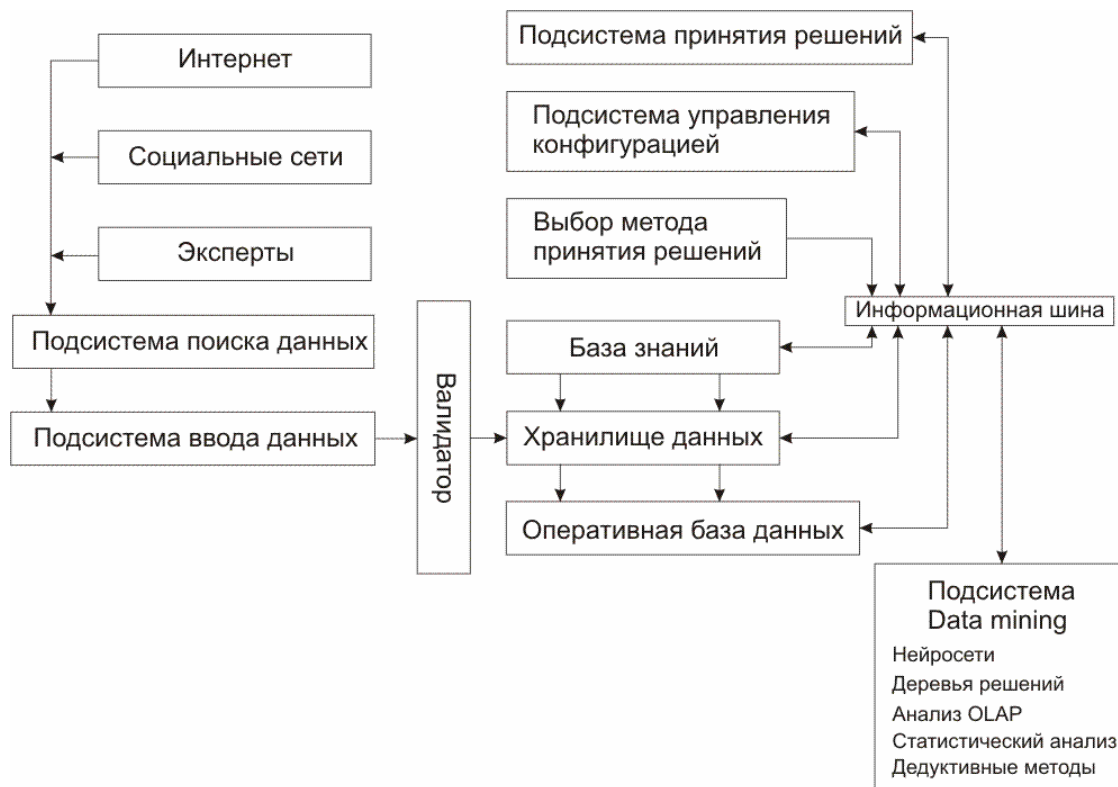 Интернет
Социальные сети
Эксперты
Подсистема поиска данных
Подсистема ввода данных
Валидатор
Подсистема принятия решений
Подсистема управления
конфигурацией
Выбор метода
принятия решений
Информационная шина
База знаний
Хранилище данных
Оперативная база данных
Подсистема
Data mining
Нейросети
Деревья решений
Анализ OLAP
Статистический анализ
Дедуктивные методы